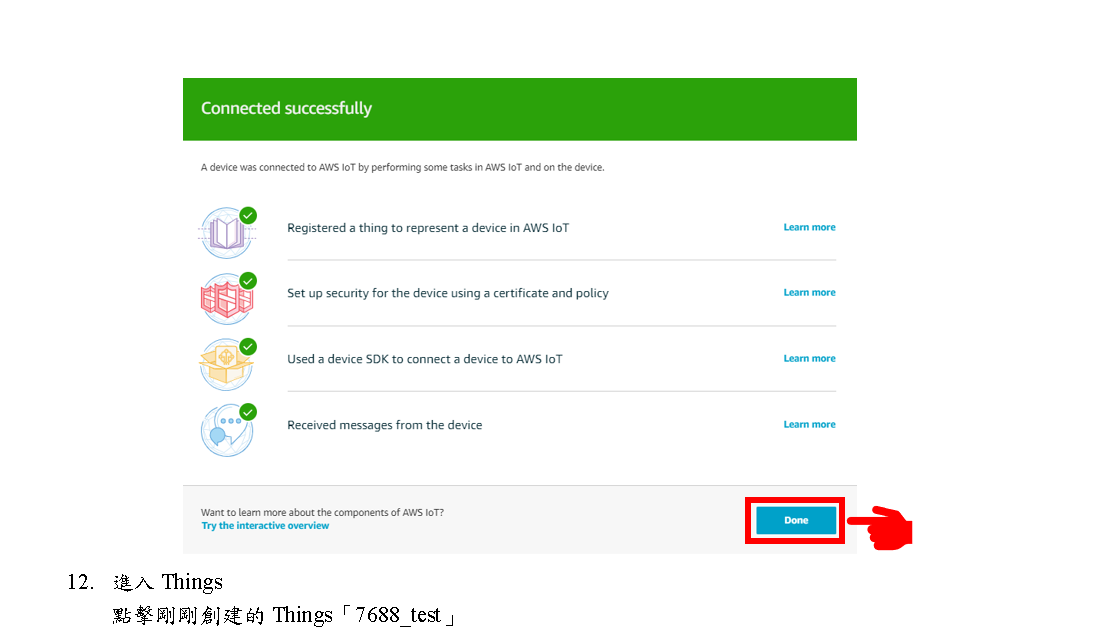 Connected successfully
A device was connected to AWS IoT by performing some tasks in AWS IoT and on the device.
Registered a thing to represent a device in AWS IoT Learn more
Set up security for the device using a certificate and policy Learn more
Used a device SDK to connect a device to AWS IoT Learn more
Received messages from the device Learn more
Want to learn more about the components of AWS IoT?
Try the interactive overview
Done
12. 進入 Things
點擊剛剛創建的 Things「7688_test」